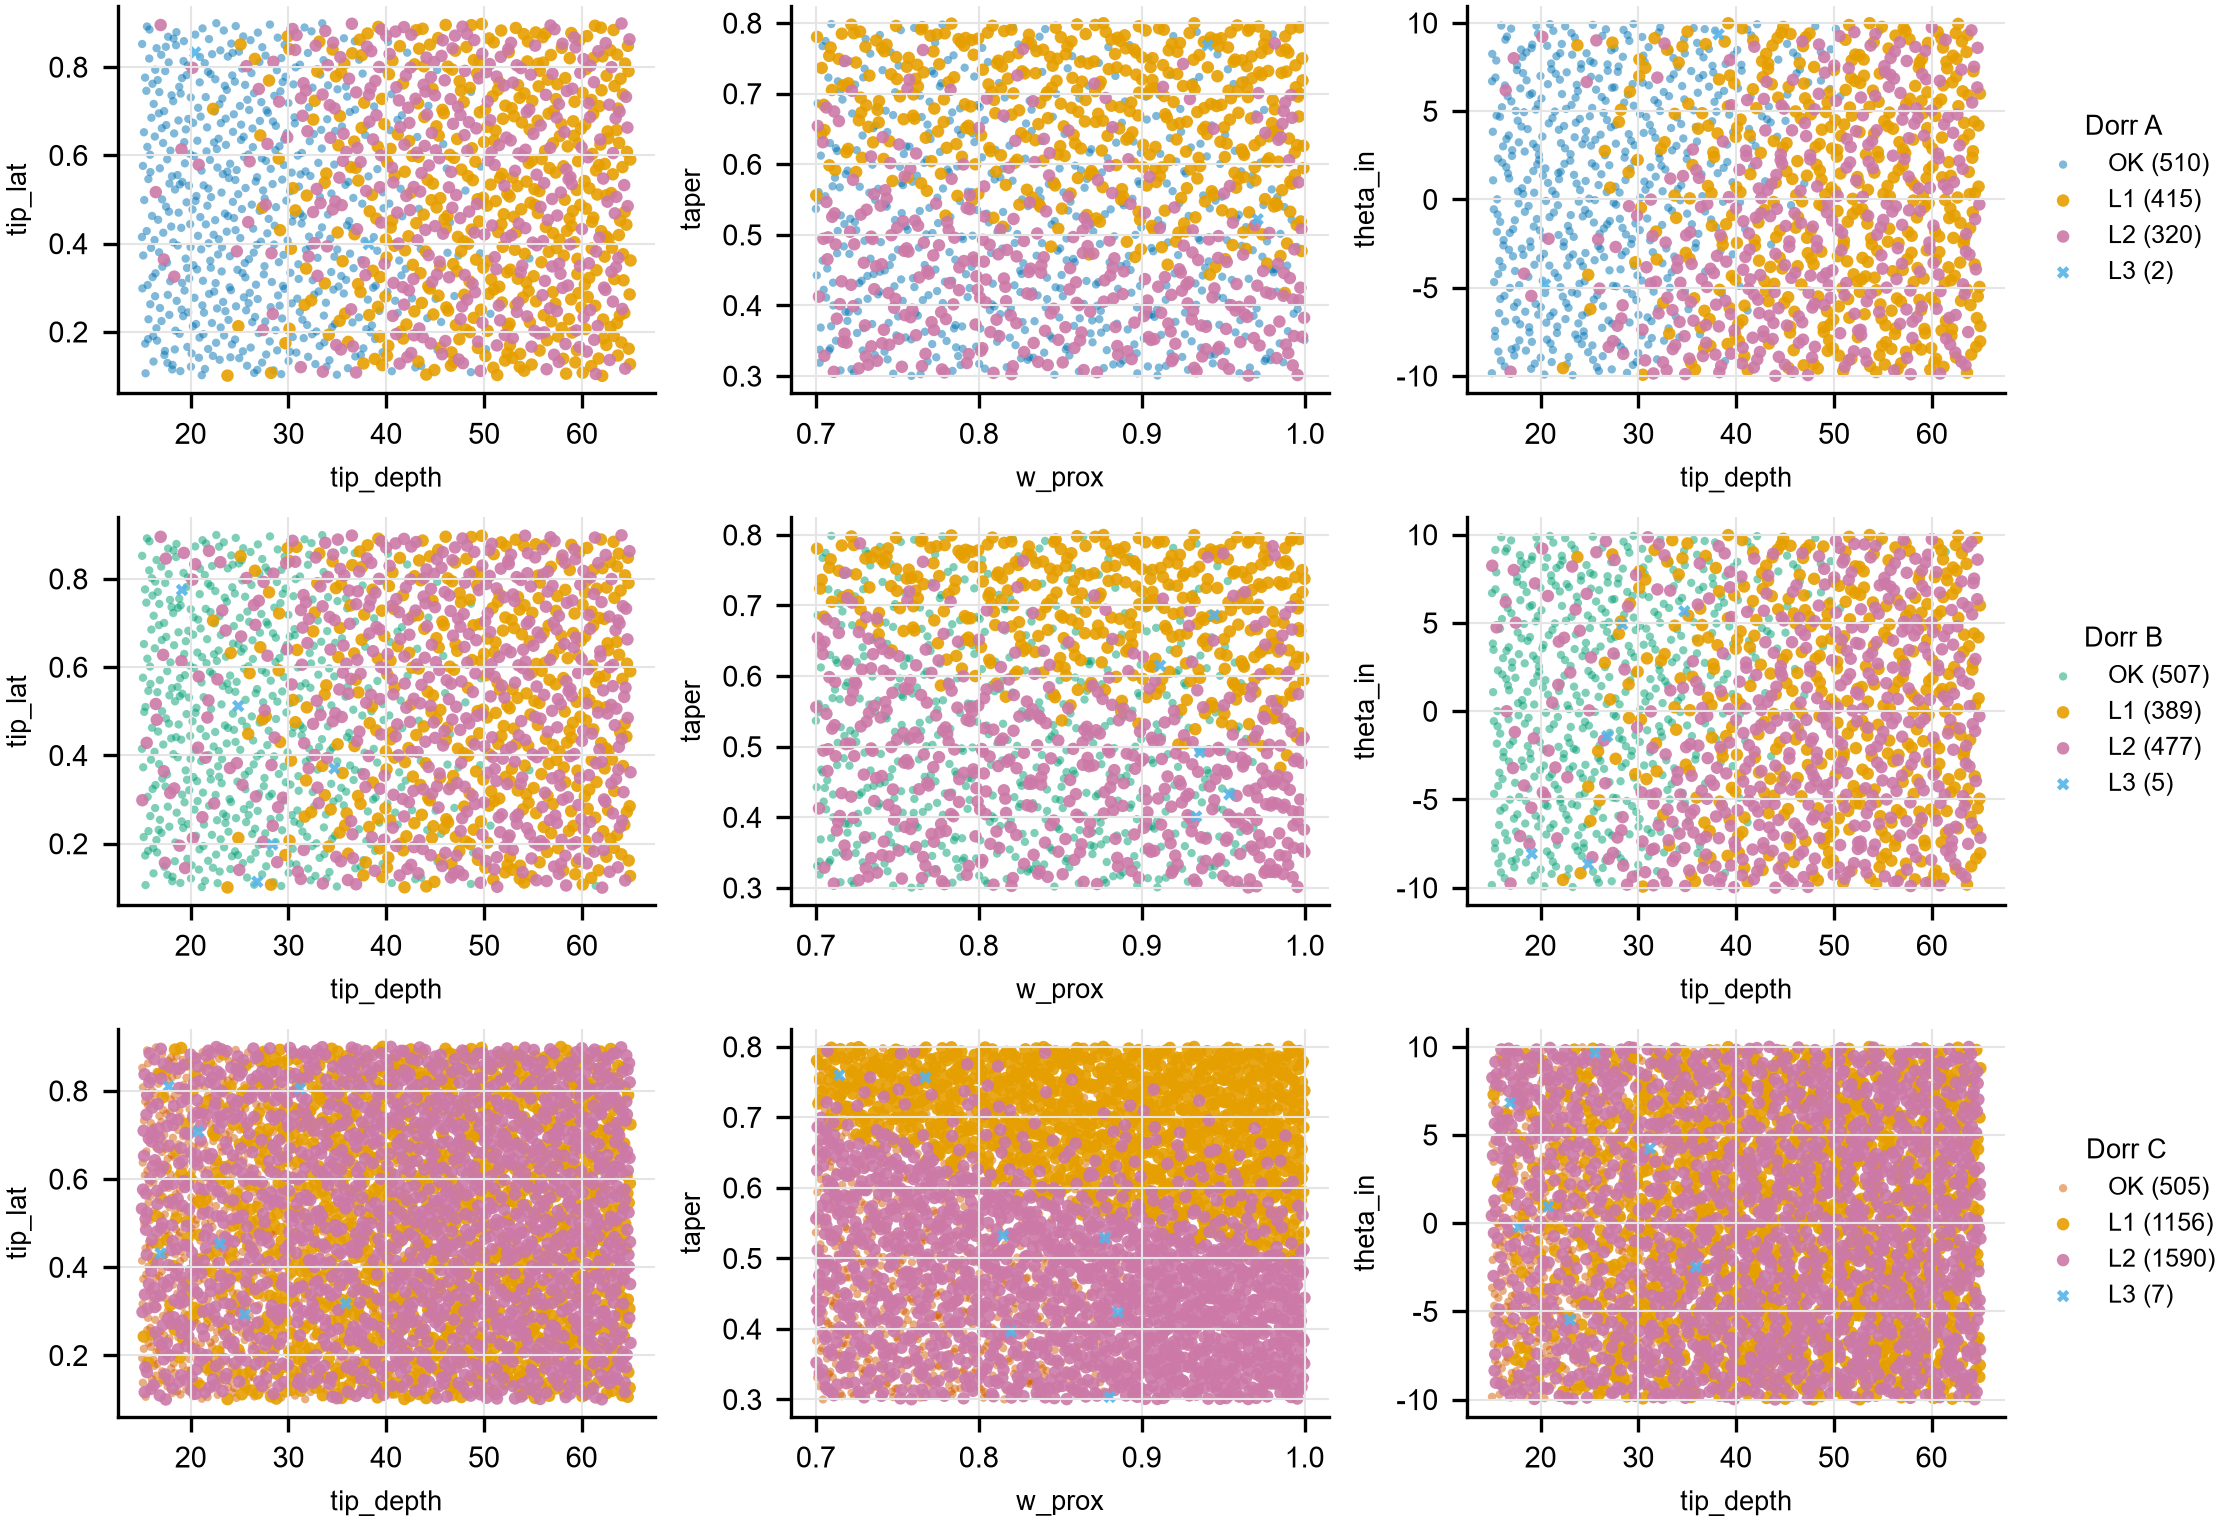 tip_lat
0.8
0.6
0.4
0.2
20 30 40 50 60
tip_depth
taper
0.8
0.7
0.6
0.5
0.4
0.3
0.7 0.8 0.9 1.0
w_prox
theta_in
10
5
0
-5
-10
20 30 40 50 60
tip_depth
Dorr A
OK (510)
L1 (415)
L2 (320)
L3 (2)
tip_lat
0.8
0.6
0.4
0.2
20 30 40 50 60
tip_depth
taper
0.8
0.7
0.6
0.5
0.4
0.3
0.7 0.8 0.9 1.0
w_prox
theta_in
10
5
0
-5
-10
20 30 40 50 60
tip_depth
Dorr B
OK (507)
L1 (389)
L2 (477)
L3 (5)
tip_lat
0.8
0.6
0.4
0.2
20 30 40 50 60
tip_depth
taper
0.8
0.7
0.6
0.5
0.4
0.3
0.7 0.8 0.9 1.0
w_prox
theta_in
10
5
0
-5
-10
20 30 40 50 60
tip_depth
Dorr C
OK (505)
L1 (1156)
L2 (1590)
L3 (7)